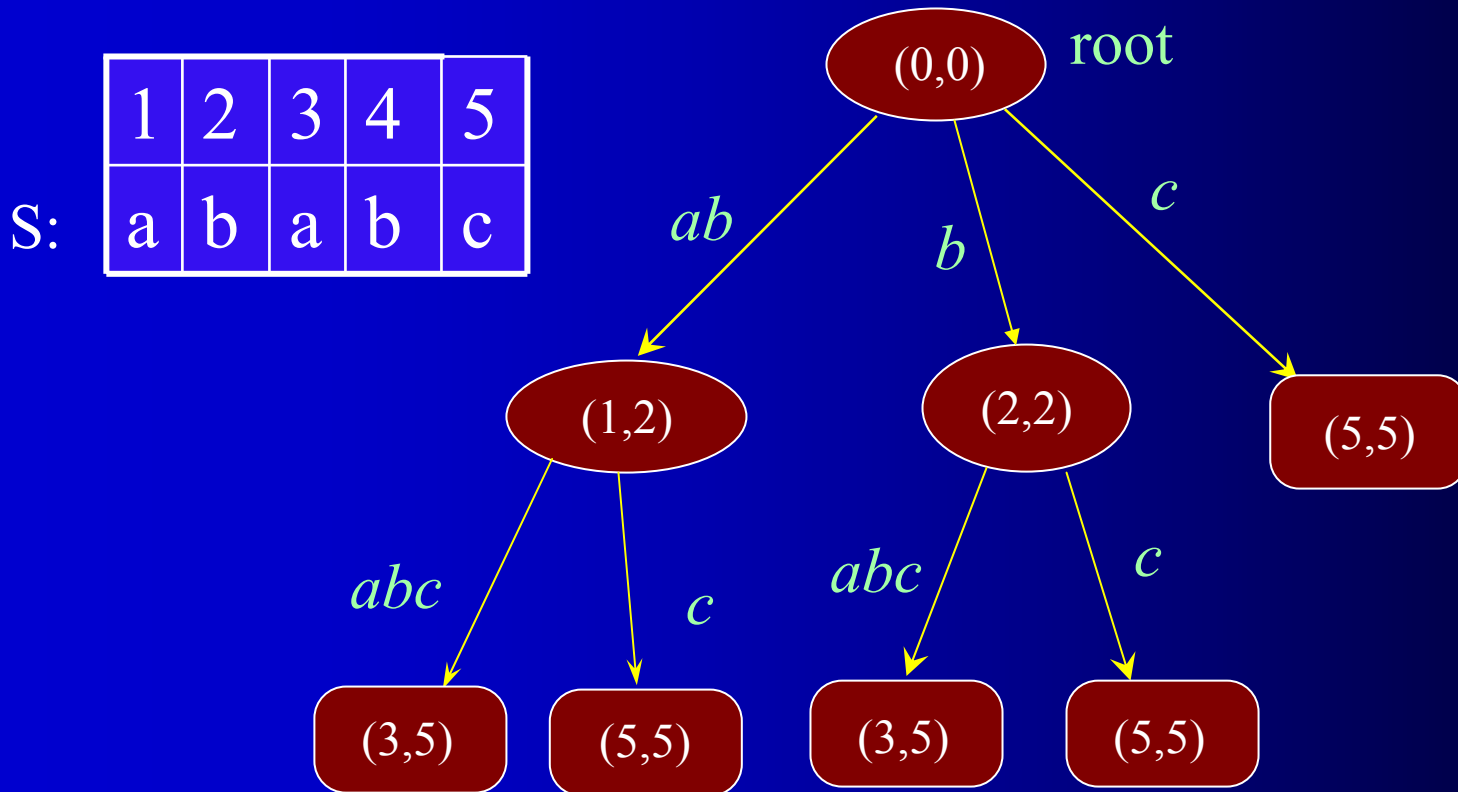 (0,0) root
1 2 3 4 5
S: a b a b c
ab b c
(1,2) (2,2) (5,5)
abc c abc c
(3,5) (5,5) (3,5) (5,5)